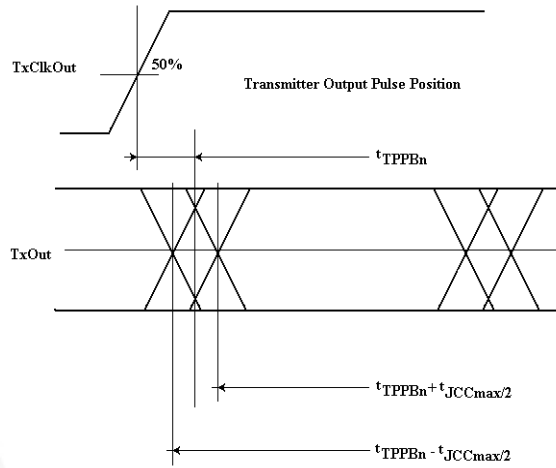 TxClkOut
50%
Transmitter Output Pulse Position
tTPPBn
TxOut
tTPPBn+tJCCmax/2
tTPPBn - tJCCmax/2